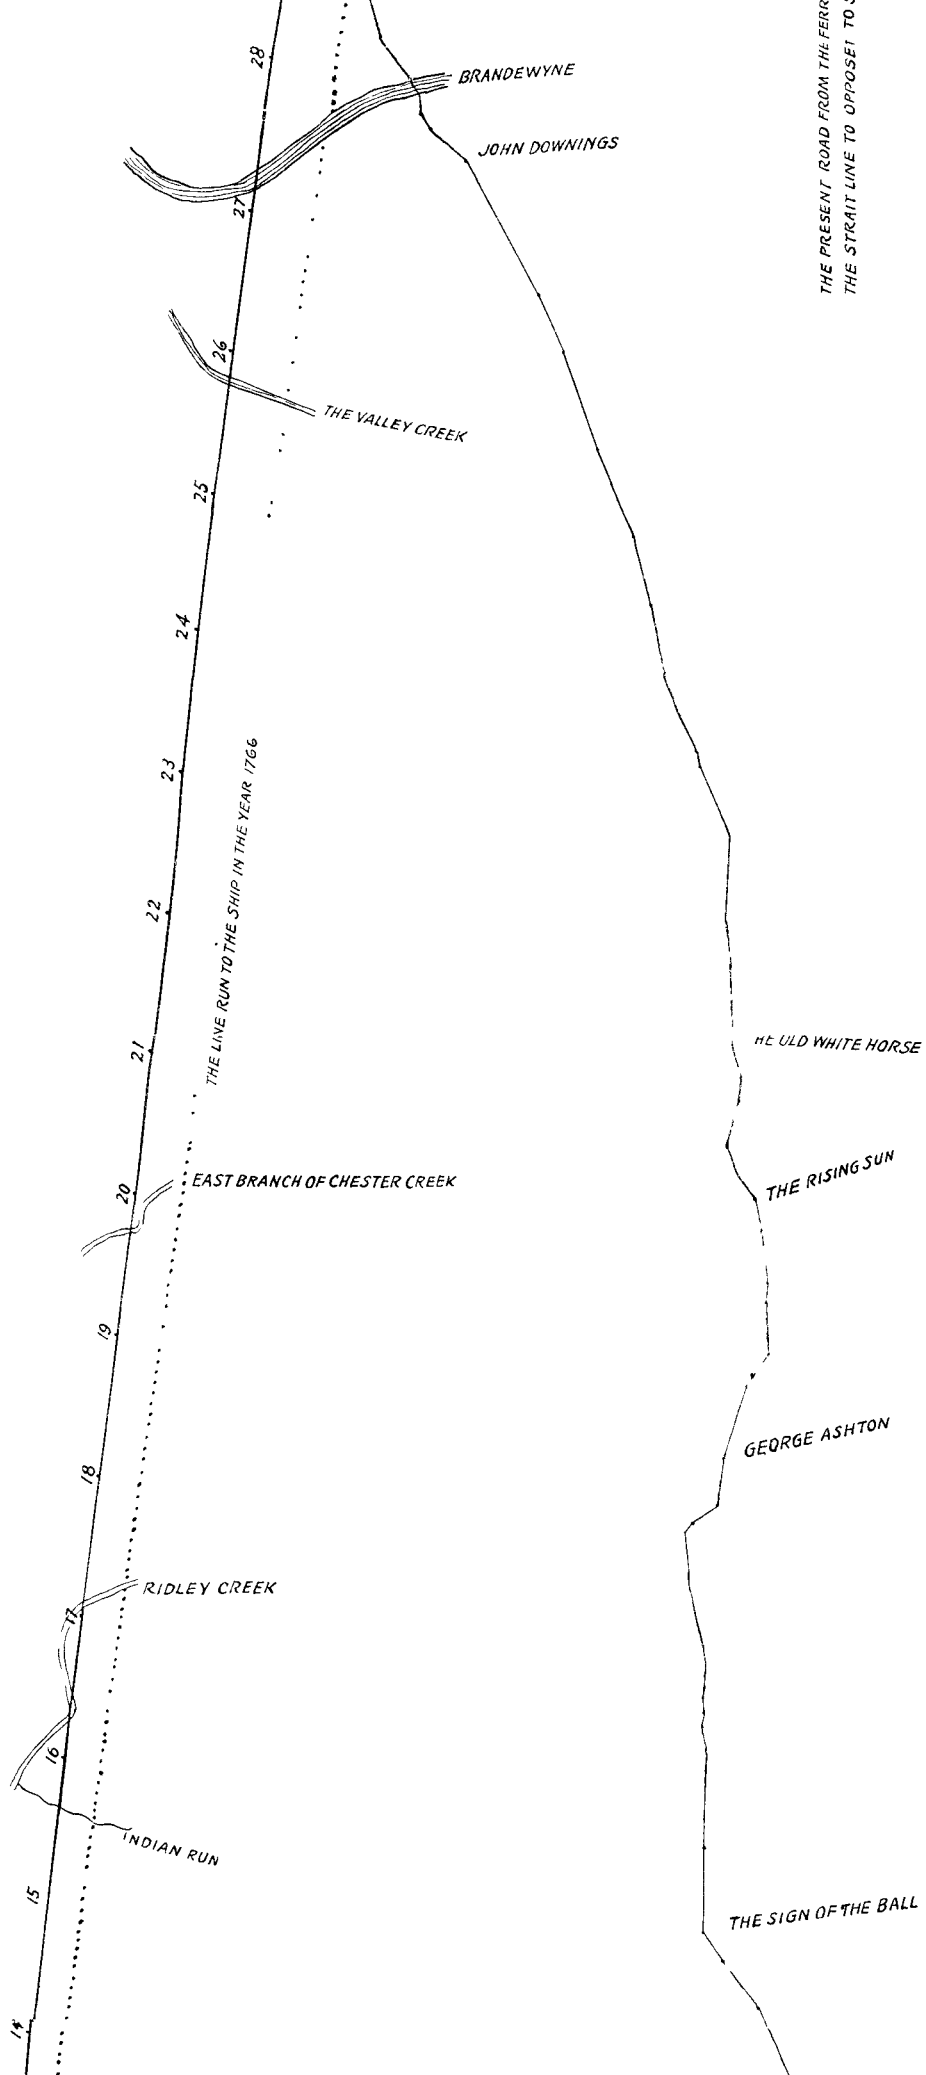 28
BRANDEWYNE
JOHN DOWNINGS
THE PRESENT ROAD FROM THE FERR
THE STRAIT LINE TO OPPOSEI TO S
27
26
THE VALLEY CREEK
25
24
23
THE LINE RUN TO THE SHIP IN THE YEAR 1766
22
21
HE ULD WHITE HORSE
20
EAST BRANCH OF CHESTER CREEK
THE RISING SUN
19
GEORGE ASHTON
18
RIDLEY CREEK
17
16
INDIAN RUN
15
THE SIGN OF THE BALL
14